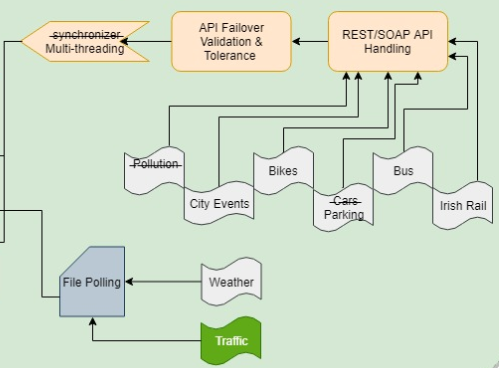 synchronizer
Multi-threading
API Failover
Validation &
Tolerance
REST/SOAP API
Handling
Pollution
City Events
Bikes
Cars
Parking
Bus
Irish Rail
File Polling
Weather
Traffic